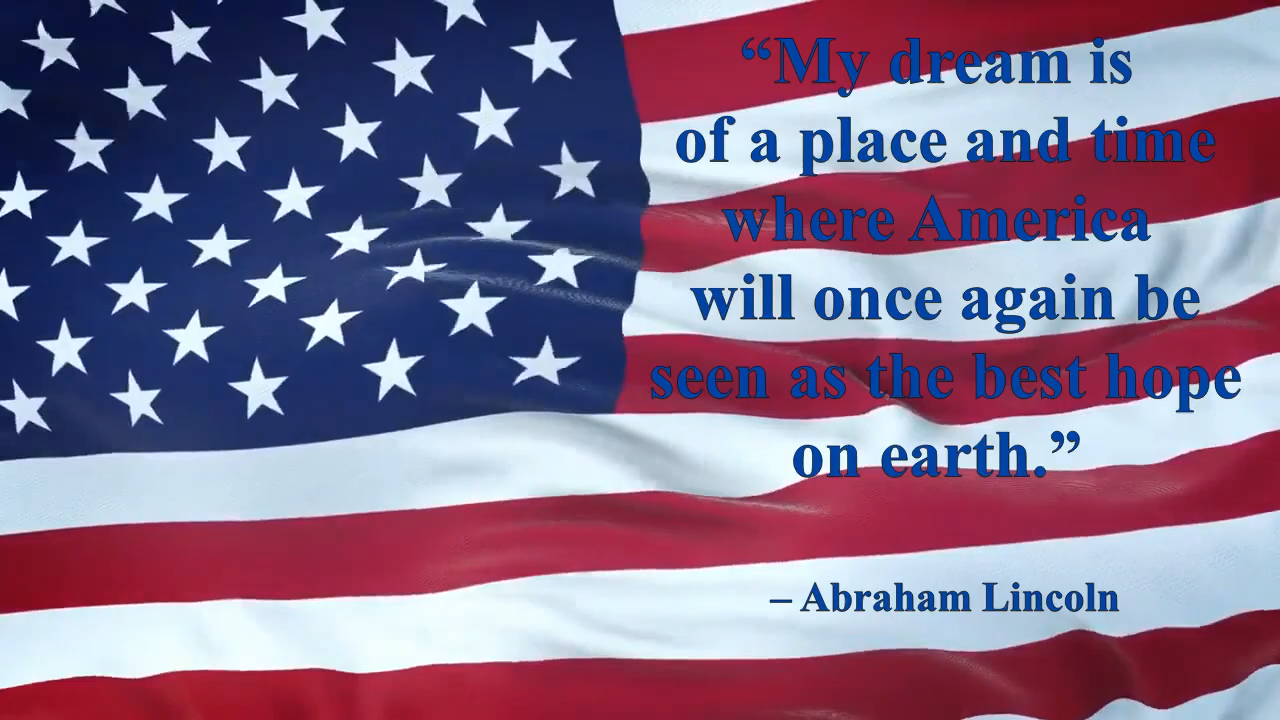 “My dream is
of a place and time
where America
will once again be
seen as the best hope
on earth.”
– Abraham Lincoln